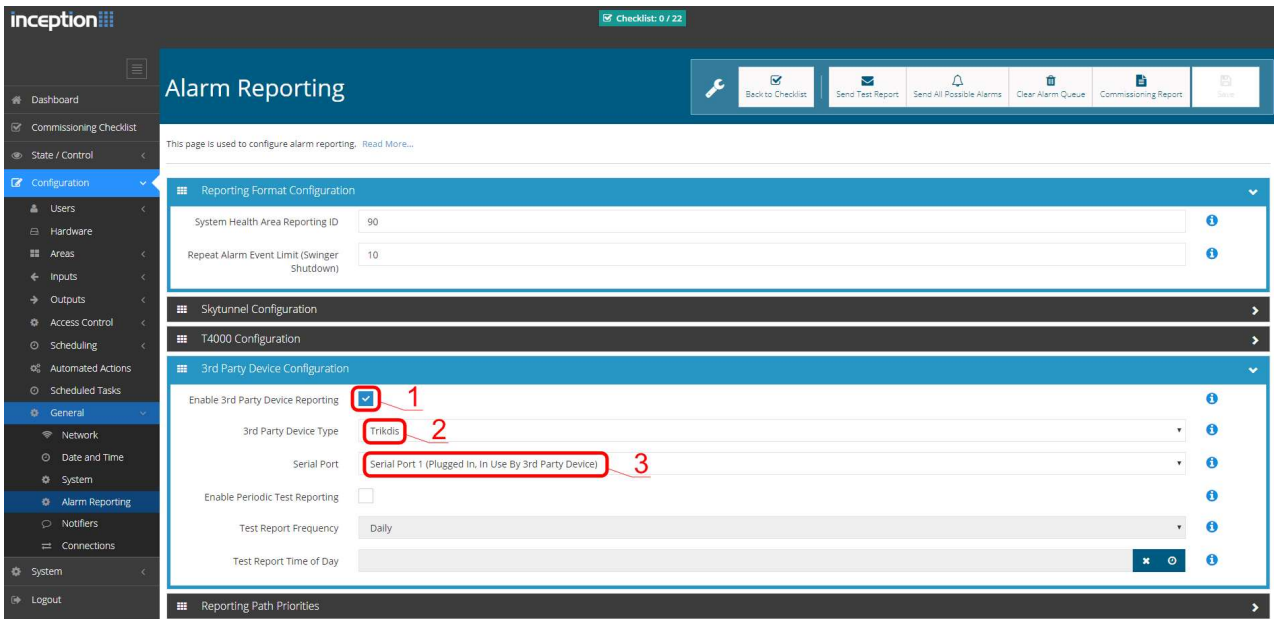 inception
Checklist: 0 / 22
Dashboard
Commissioning Checklist
State / Control
Configuration
Users
Hardware
Areas
Inputs
Outputs
Access Control
Scheduling
Automated Actions
Scheduled Tasks
General
Network
Date and Time
System
Alarm Reporting
Notifiers
Connections
System
Logout
Alarm Reporting
Back to Checklist
Send Test Report
Send All Possible Alarms
Clear Alarm Queue
Commissioning Report
Save
This page is used to configure alarm reporting. Read More...
Reporting Format Configuration
System Health Area Reporting ID 90
Repeat Alarm Event Limit (Swinger 10
Shutdown)
Skytunnel Configuration
T4000 Configuration
3rd Party Device Configuration
Enable 3rd Party Device Reporting 1
3rd Party Device Type Trikdis 2
Serial Port Serial Port 1 (Plugged In, In Use By 3rd Party Device) 3
Enable Periodic Test Reporting
Test Report Frequency Daily
Test Report Time of Day
Reporting Path Priorities